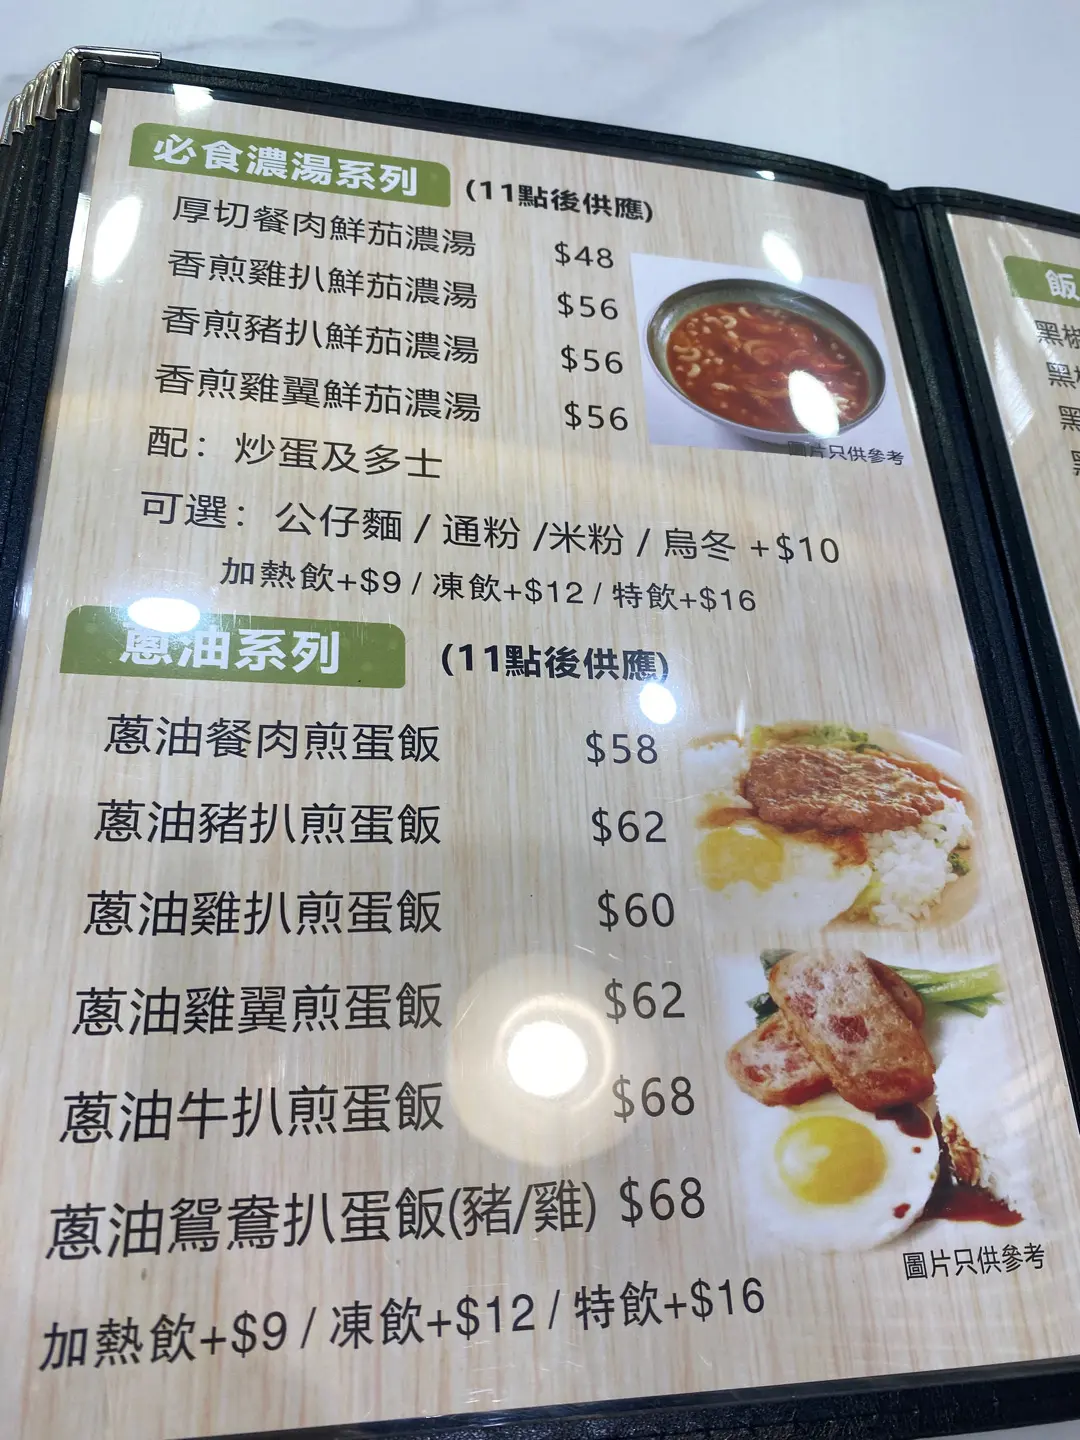 必食濃湯系列 (11點後供應)
厚切餐肉鮮茄濃湯 $48
香煎雞扒鮮茄濃湯 $56
香煎豬扒鮮茄濃湯 $56
香煎雞翼鮮茄濃湯 $56
圖片只供參考
配：炒蛋及多士
可選：公仔麵 / 通粉 /米粉 / 烏冬 +$10
加熱飲+$9 / 凍飲+$12 / 特飲+$16
蔥油系列 (11點後供應)
蔥油餐肉煎蛋飯 $58
蔥油豬扒煎蛋飯 $62
蔥油雞扒煎蛋飯 $60
蔥油雞翼煎蛋飯 $62
蔥油牛扒煎蛋飯 $68
蔥油鴛鴦扒蛋飯(豬/雞) $68
圖片只供參考
加熱飲+$9 / 凍飲+$12 / 特飲+$16
飯
黑椒
黑
黑